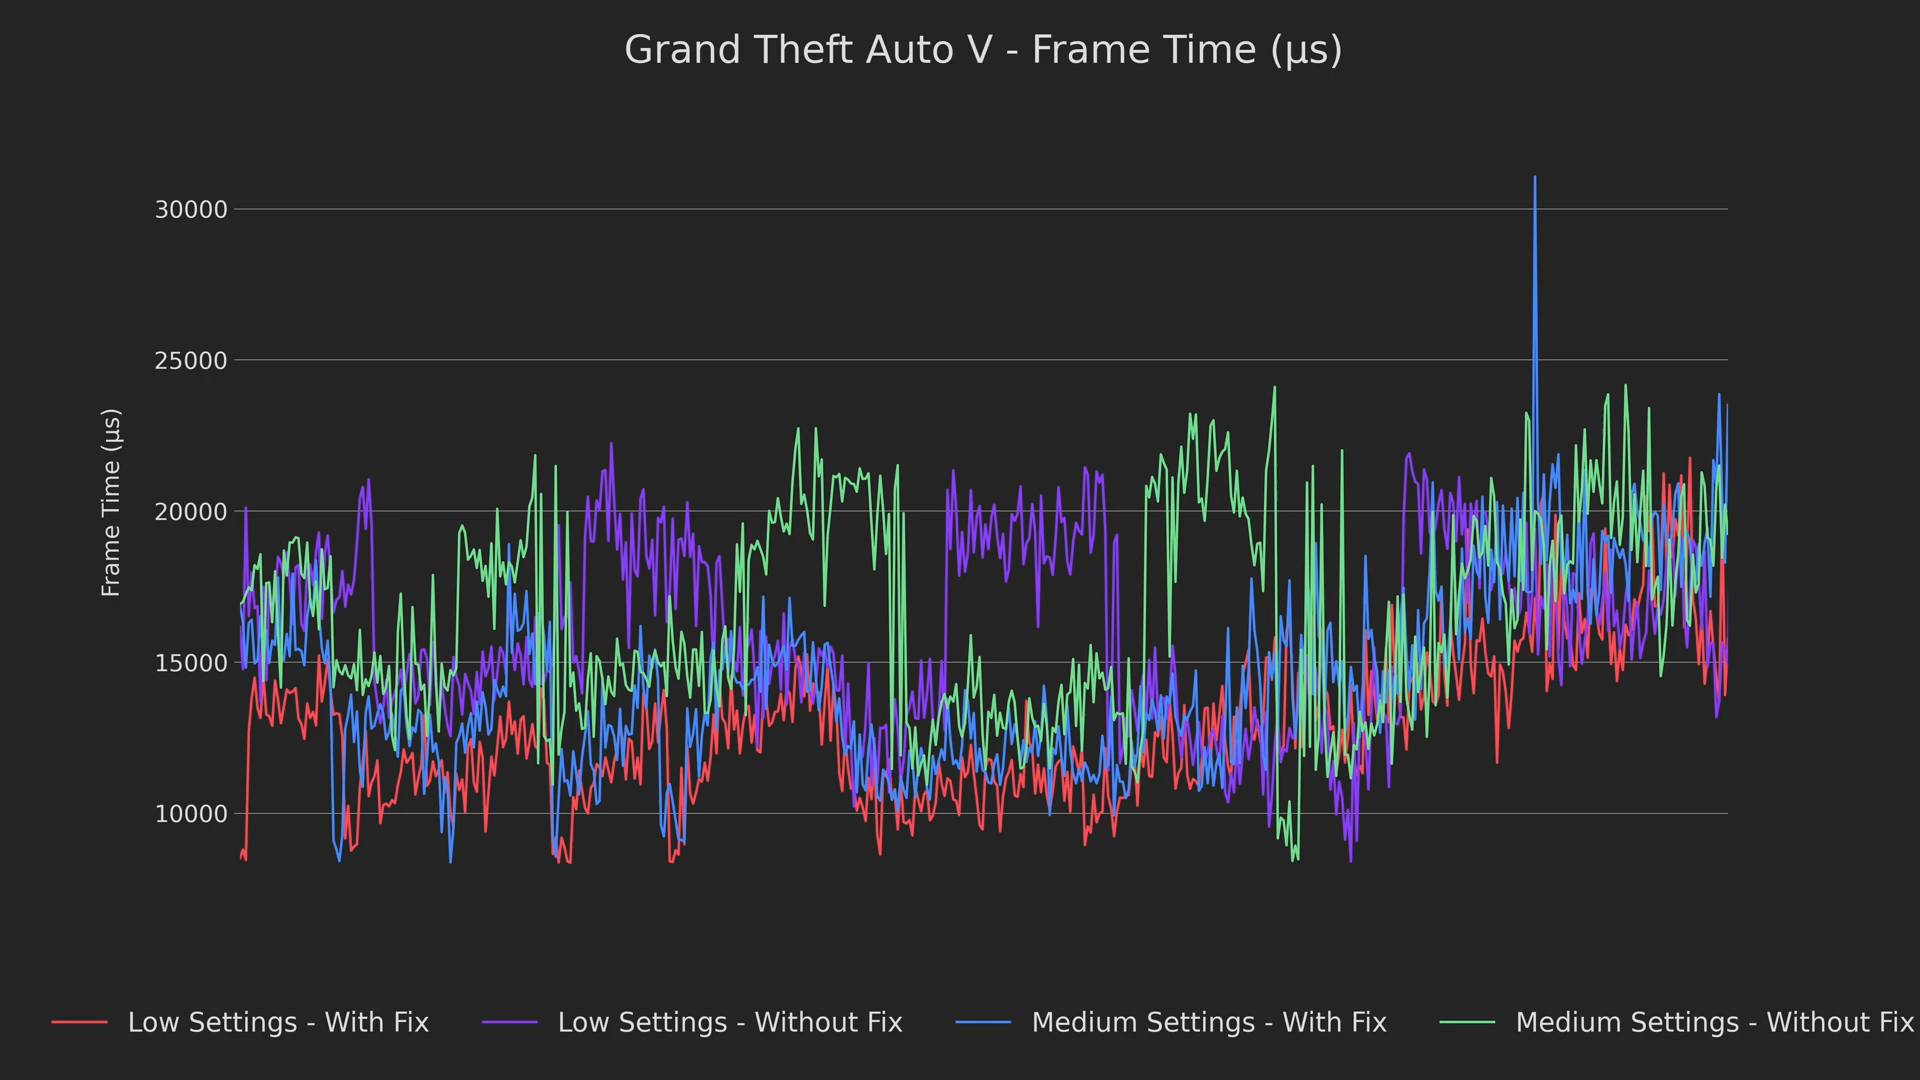 Grand Theft Auto V - Frame Time (µs)
30000
25000
20000
15000
10000
Frame Time (µs)
Low Settings - With Fix
Low Settings - Without Fix
Medium Settings - With Fix
Medium Settings - Without Fix